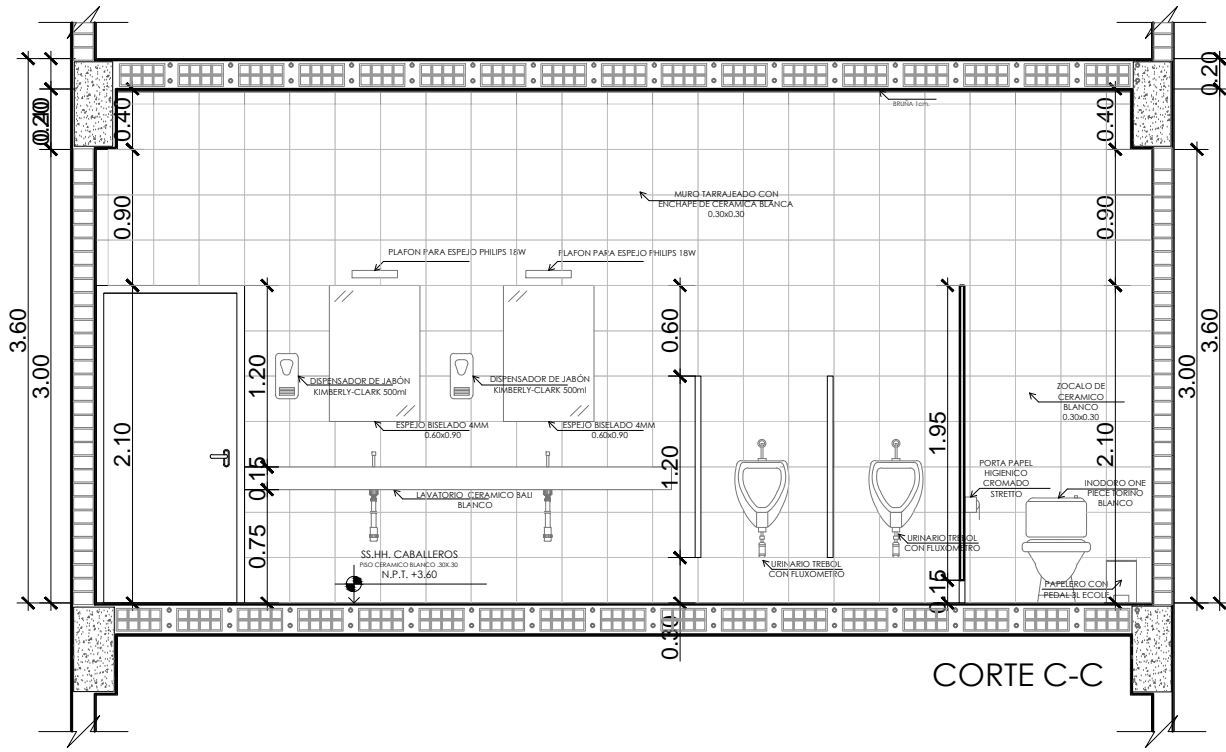 0.20
0.20
0.40
0.40
0.40
BRUÑA 1cm.
MURO TARRAJEADO CON
ENCHAPE DE CERAMICA BLANCA
0.30x0.30
0.90
0.90
PLAFON PARA ESPEJO PHILIPS 18W
PLAFON PARA ESPEJO PHILIPS 18W
3.60
3.00
0.60
3.60
3.00
1.20
DISPENSADOR DE JABÓN
KIMBERLY-CLARK 500ml
DISPENSADOR DE JABÓN
KIMBERLY-CLARK 500ml
ZOCALO DE
CERAMICO
BLANCO
0.30x0.30
ESPEJO BISELADO 4MM
0.60x0.90
ESPEJO BISELADO 4MM
0.60x0.90
2.10
1.95
2.10
1.20
0.15
PORTA PAPEL
HIGIENICO
CROMADO
STRETTO
INODORO ONE
PIECE TORINO
BLANCO
LAVATORIO CERAMICO BALI
BLANCO
0.75
URINARIO TREBOL
CON FLUXOMETRO
SS.HH. CABALLEROS
PISO CERAMICO BLANCO .30X.30
N.P.T. +3.60
URINARIO TREBOL
CON FLUXOMETRO
0.15
PAPELERO CON
PEDAL 3L ECOLE
0.30
CORTE C-C